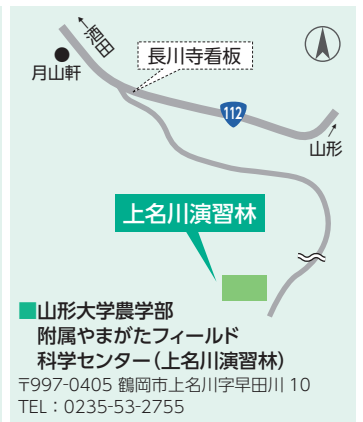 酒田
月山軒
長川寺看板
112
山形
上名川演習林
■山形大学農学部
附属やまがたフィールド
科学センター(上名川演習林)
〒997-0405 鶴岡市上名川字早田川 10
TEL：0235-53-2755